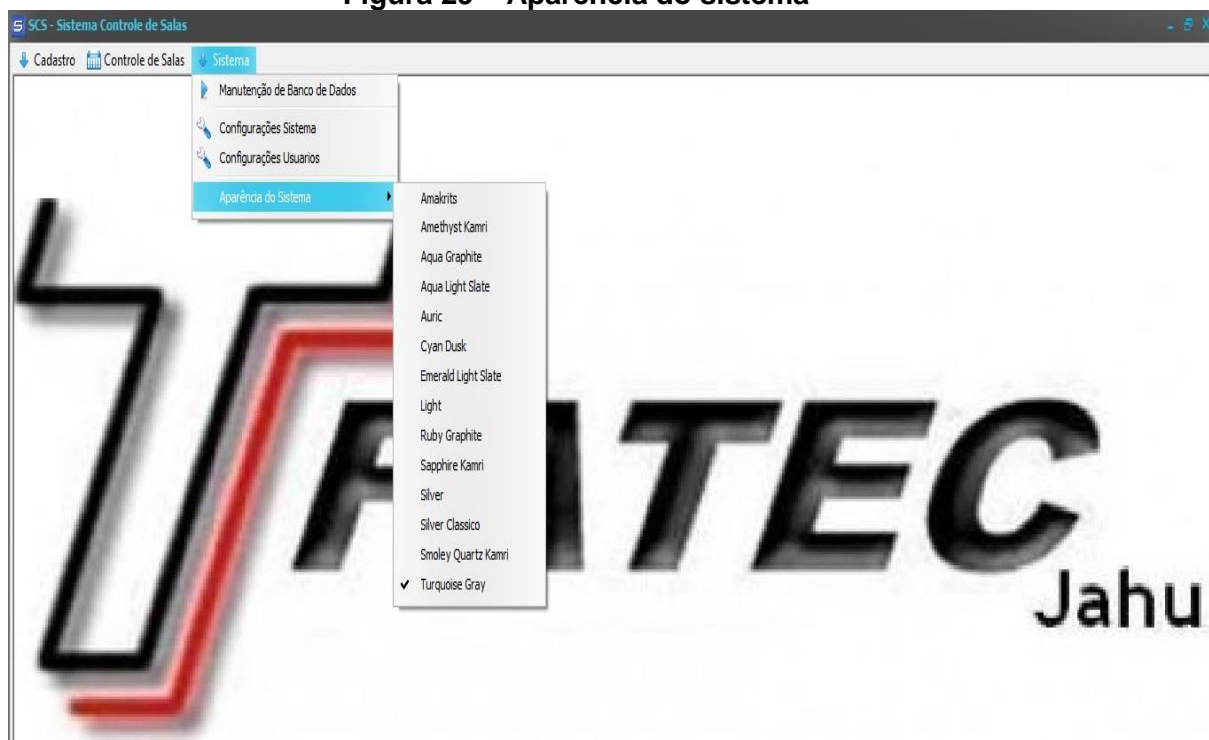 Figura 25 – Aparência do sistema
SCS - Sistema Controle de Salas
Cadastro Controle de Salas Sistema
Manutenção de Banco de Dados
Configurações Sistema
Configurações Usuarios
Aparência do Sistema
Amakrits
Amethyst Kamri
Aqua Graphite
Aqua Light Slate
Auric
Cyan Dusk
Emerald Light Slate
Light
Ruby Graphite
Sapphire Kamri
Silver
Silver Classico
Smoley Quartz Kamri
Turquoise Gray
FATEC
Jahu